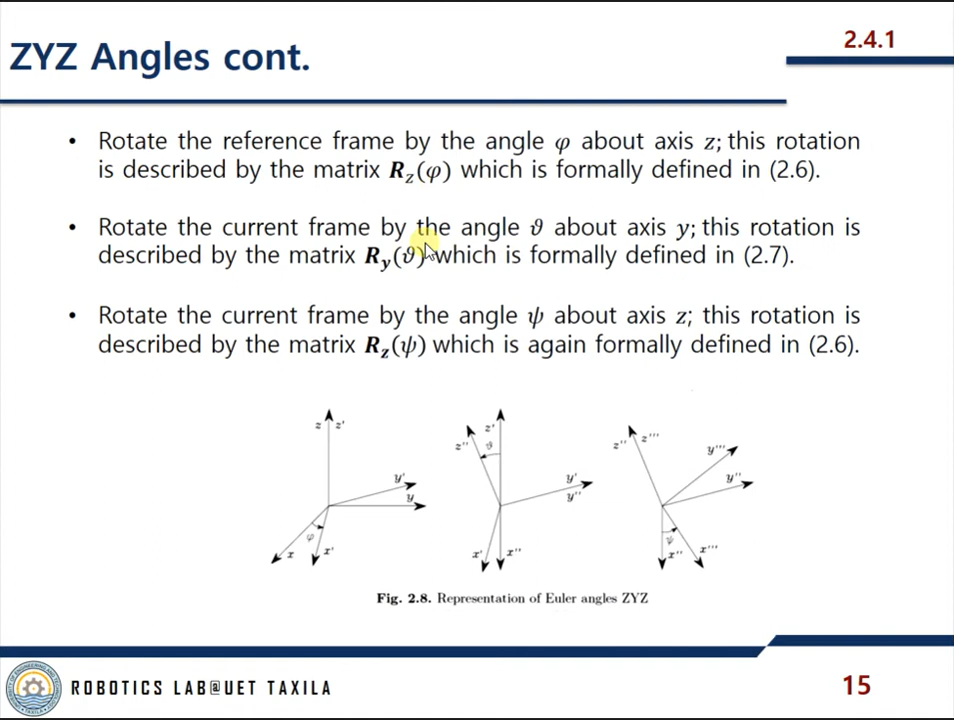 ZYZ Angles cont.
2.4.1
• Rotate the reference frame by the angle φ about axis z; this rotation
is described by the matrix R_z(φ) which is formally defined in (2.6).
• Rotate the current frame by the angle ϑ about axis y; this rotation is
described by the matrix R_y(ϑ) which is formally defined in (2.7).
• Rotate the current frame by the angle ψ about axis z; this rotation is
described by the matrix R_z(ψ) which is again formally defined in (2.6).
z z'
y'
y
φ
x x'
z'' z'
ϑ
y'
y''
x' x''
z'' z'''
y'''
y''
ψ
x'' x'''
Fig. 2.8. Representation of Euler angles ZYZ
ROBOTICS LAB@UET TAXILA
15